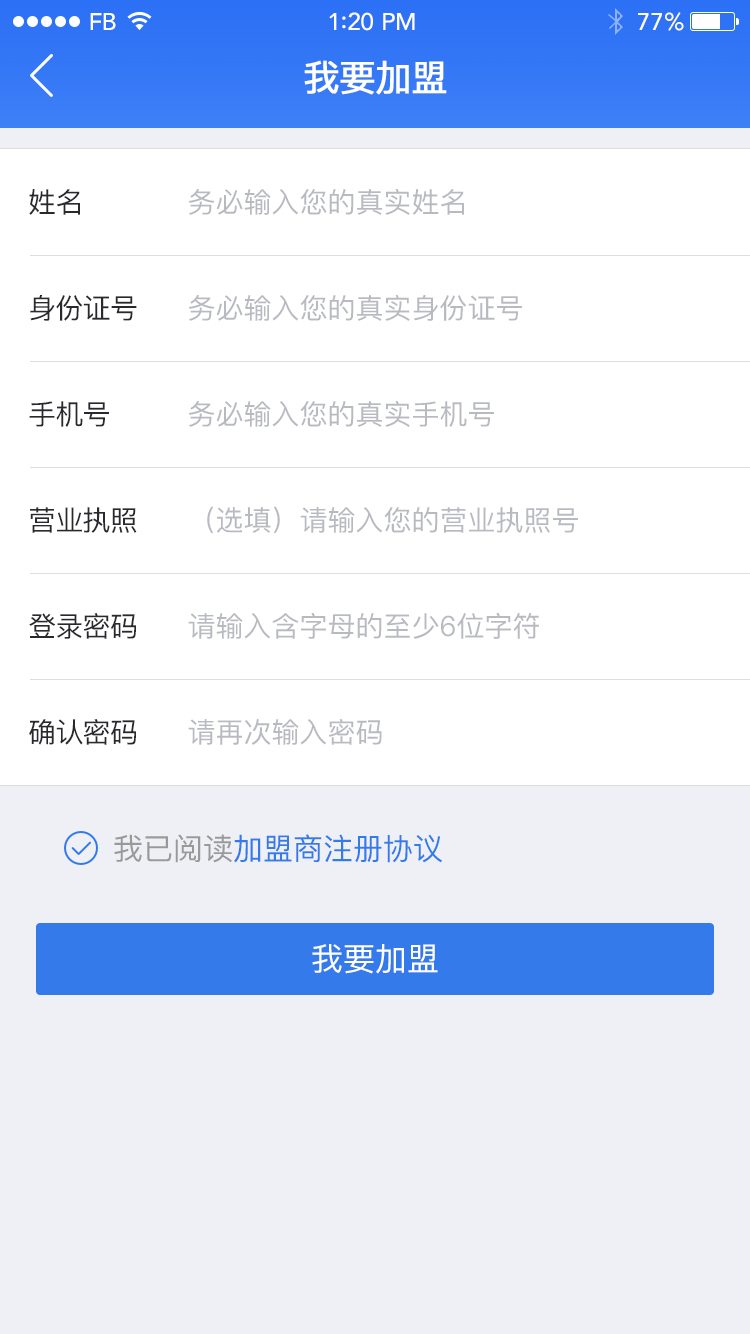 FB 1:20 PM 77%
我要加盟
姓名 务必输入您的真实姓名
身份证号 务必输入您的真实身份证号
手机号 务必输入您的真实手机号
营业执照 （选填）请输入您的营业执照号
登录密码 请输入含字母的至少6位字符
确认密码 请再次输入密码
我已阅读加盟商注册协议
我要加盟